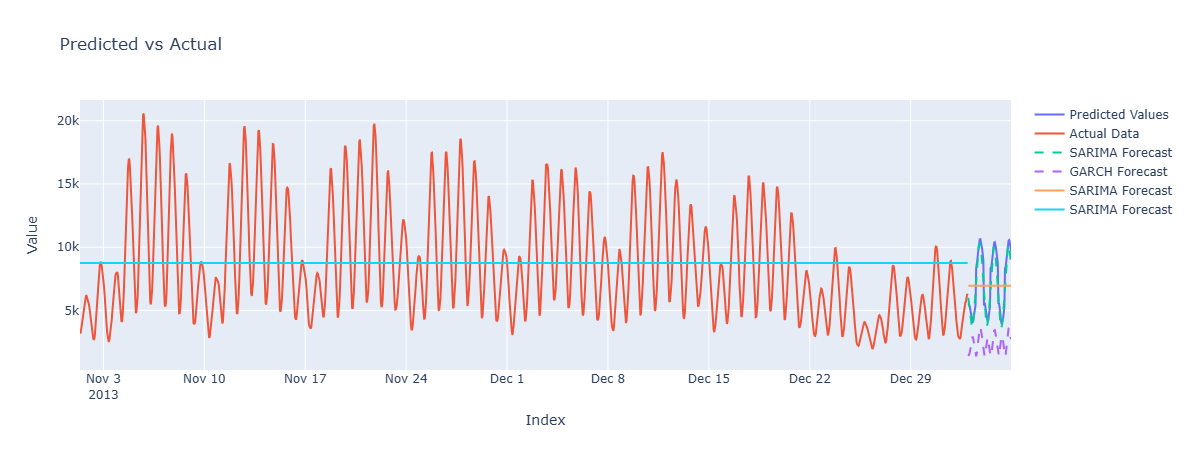 Predicted vs Actual
Value
20k
15k
10k
5k
Nov 3
2013
Nov 10
Nov 17
Nov 24
Dec 1
Dec 8
Dec 15
Dec 22
Dec 29
Index
Predicted Values
Actual Data
SARIMA Forecast
GARCH Forecast
SARIMA Forecast
SARIMA Forecast